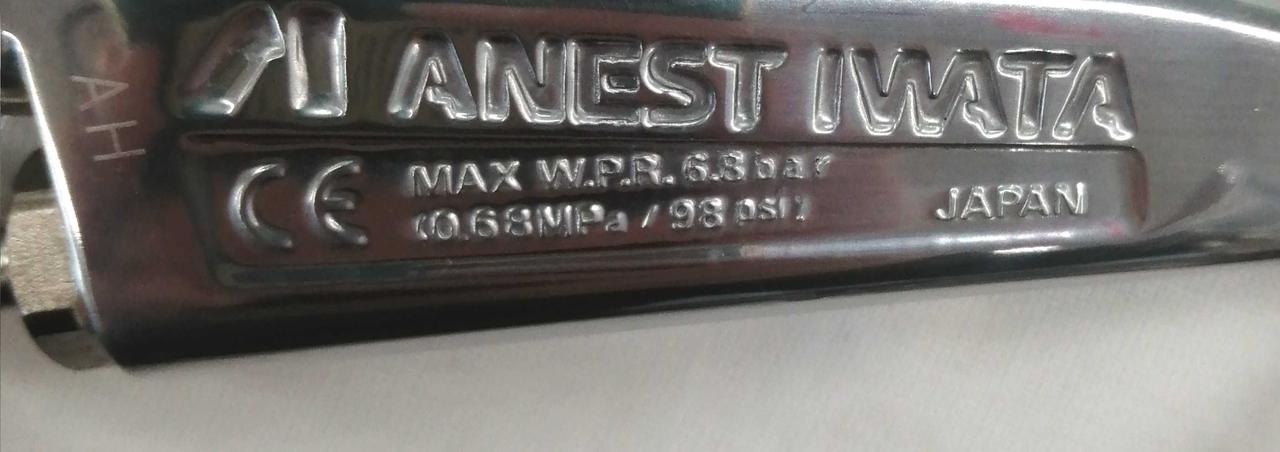 ANEST IWATA
CE MAX W.P.R. 6.8 bar
(0.68MPa / 98 psi) JAPAN
AH